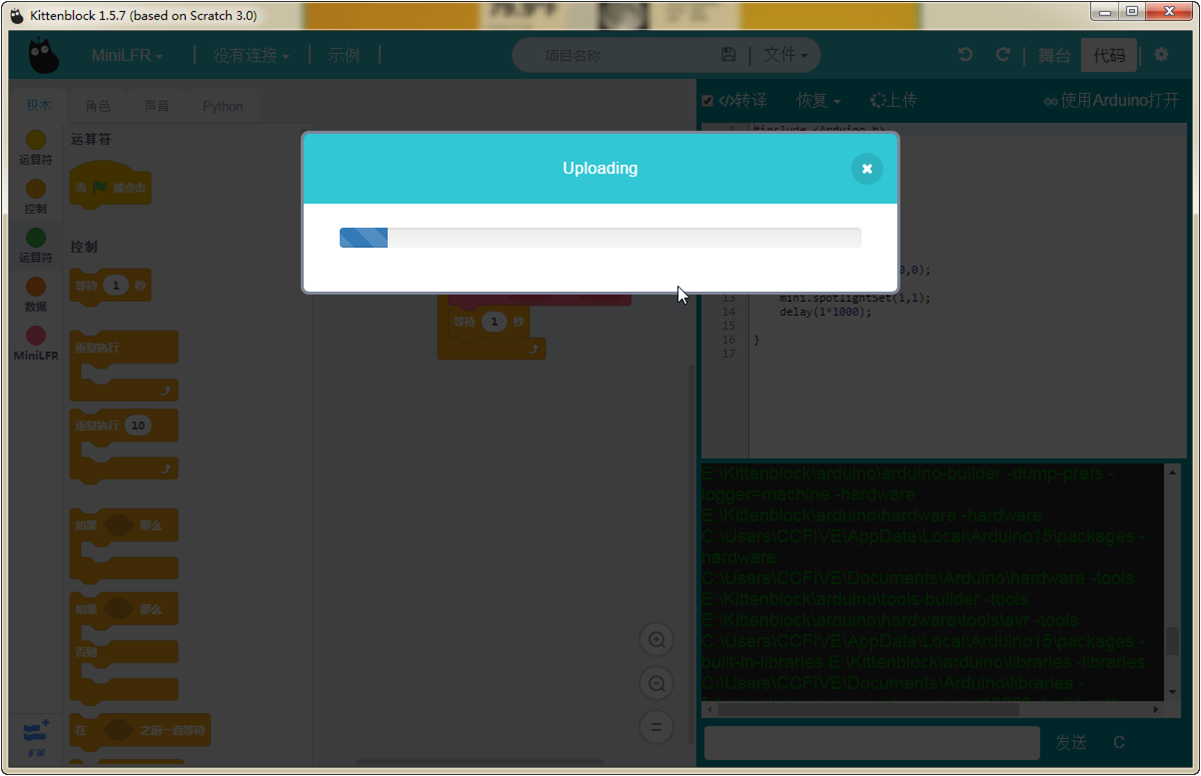 Kittenblock 1.5.7 (based on Scratch 3.0)
MiniLFR
没有连接
示例
项目名称
文件
舞台
代码
积木
角色
声音
Python
</>转译
恢复
上传
使用Arduino打开
运算符
控制
运算符
数据
MiniLFR
运算符
当 被点击
控制
等待 1 秒
重复执行
重复执行 10
如果 那么
如果 那么
否则
在 之前一直等待
Uploading
等待 1 秒
1 #include <Arduino.h>
0,0);
13 mini.spotlightSet(1,1);
14 delay(1*1000);
15
16 }
17
E:\Kittenblock\arduino\arduino-builder -dump-prefs -
logger=machine -hardware
E:\Kittenblock\arduino\hardware -hardware
C:\Users\CCFIVE\AppData\Local\Arduino15\packages -
hardware
C:\Users\CCFIVE\Documents\Arduino\hardware -tools
E:\Kittenblock\arduino\tools-builder -tools
E:\Kittenblock\arduino\hardware\tools\avr -tools
C:\Users\CCFIVE\AppData\Local\Arduino15\packages -
built-in-libraries E:\Kittenblock\arduino\libraries -libraries
C:\Users\CCFIVE\Documents\Arduino\libraries -
发送
C
FW